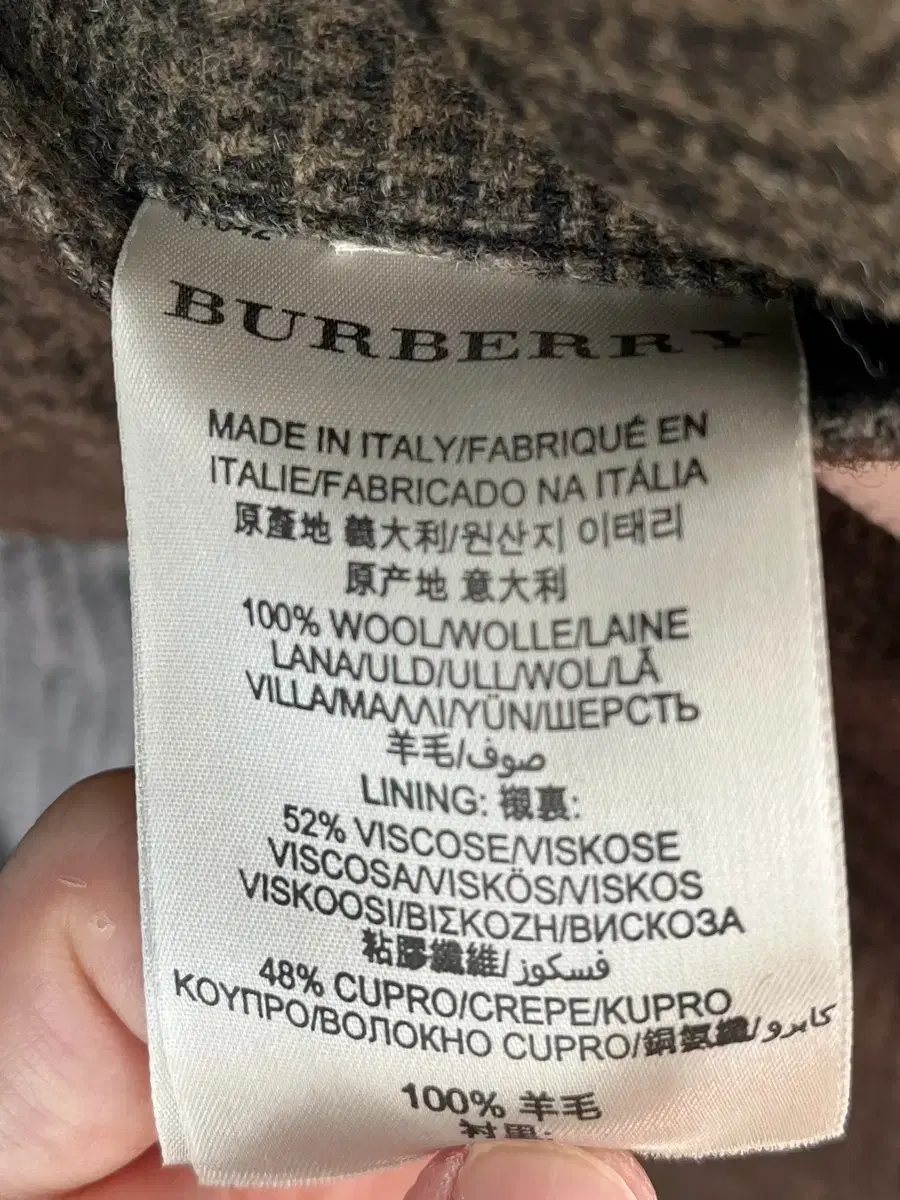 BURBERRY
MADE IN ITALY/FABRIQUÉ EN
ITALIE/FABRICADO NA ITÁLIA
原產地 義大利/원산지 이태리
原产地 意大利
100% WOOL/WOLLE/LAINE
LANA/ULD/ULL/WOL/LÃ
VILLA/ΜΑΛΛΙ/YÜN/ШЕРСТЬ
羊毛/صوف
LINING: 襯裏:
52% VISCOSE/VISKOSE
VISCOSA/VISKÖS/VISKOS
VISKOOSI/ΒΙΣΚΟΖΗ/ВИСКОЗА
粘膠纖維/فسكوز
48% CUPRO/CREPE/KUPRO
ΚΟΥΠΡΟ/ВОЛОКНО CUPRO/銅氨纖/كابرو
100% 羊毛
衬里: